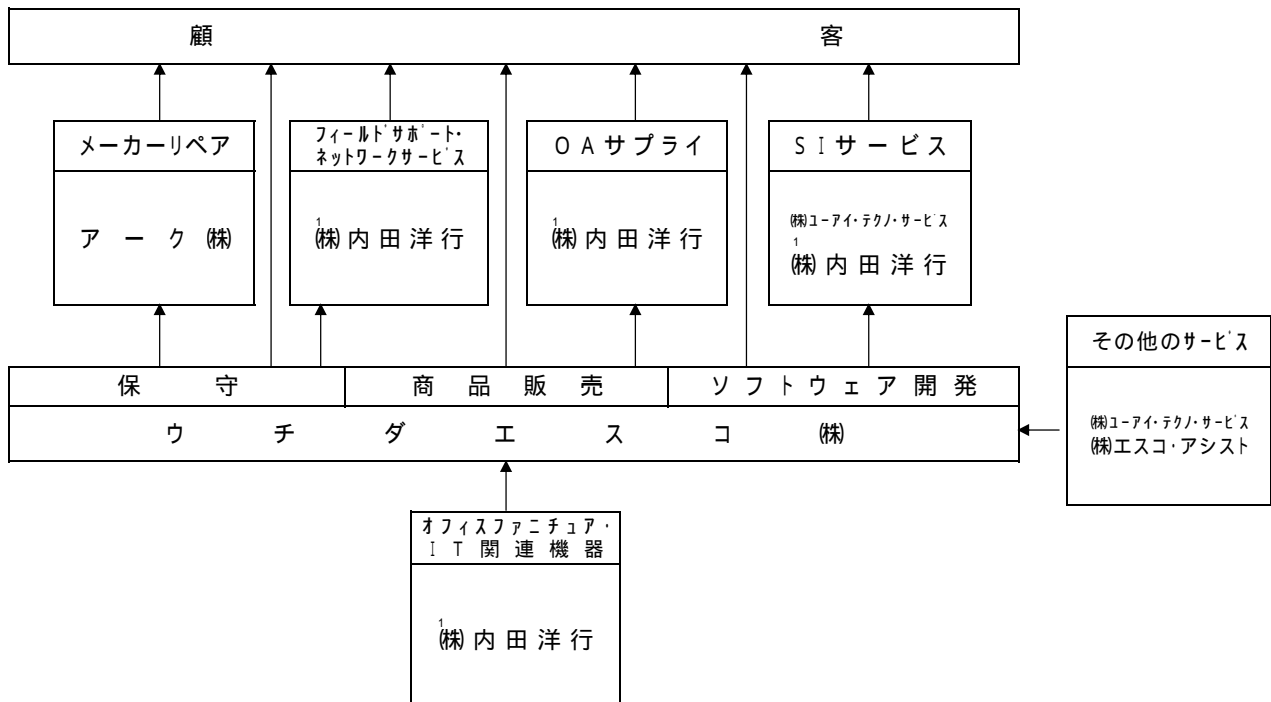 顧客
メーカーリペア
アーク㈱
フィールドサポート・
ネットワークサービス
1
㈱内田洋行
OAサプライ
1
㈱内田洋行
SIサービス
㈱ユーアイ・テクノ・サービス
1
㈱内田洋行
その他のサービス
㈱ユーアイ・テクノ・サービス
㈱エスコ・アシスト
保守
商品販売
ソフトウェア開発
ウチダエスコ㈱
オフィスファニチュア・
IT関連機器
1
㈱内田洋行